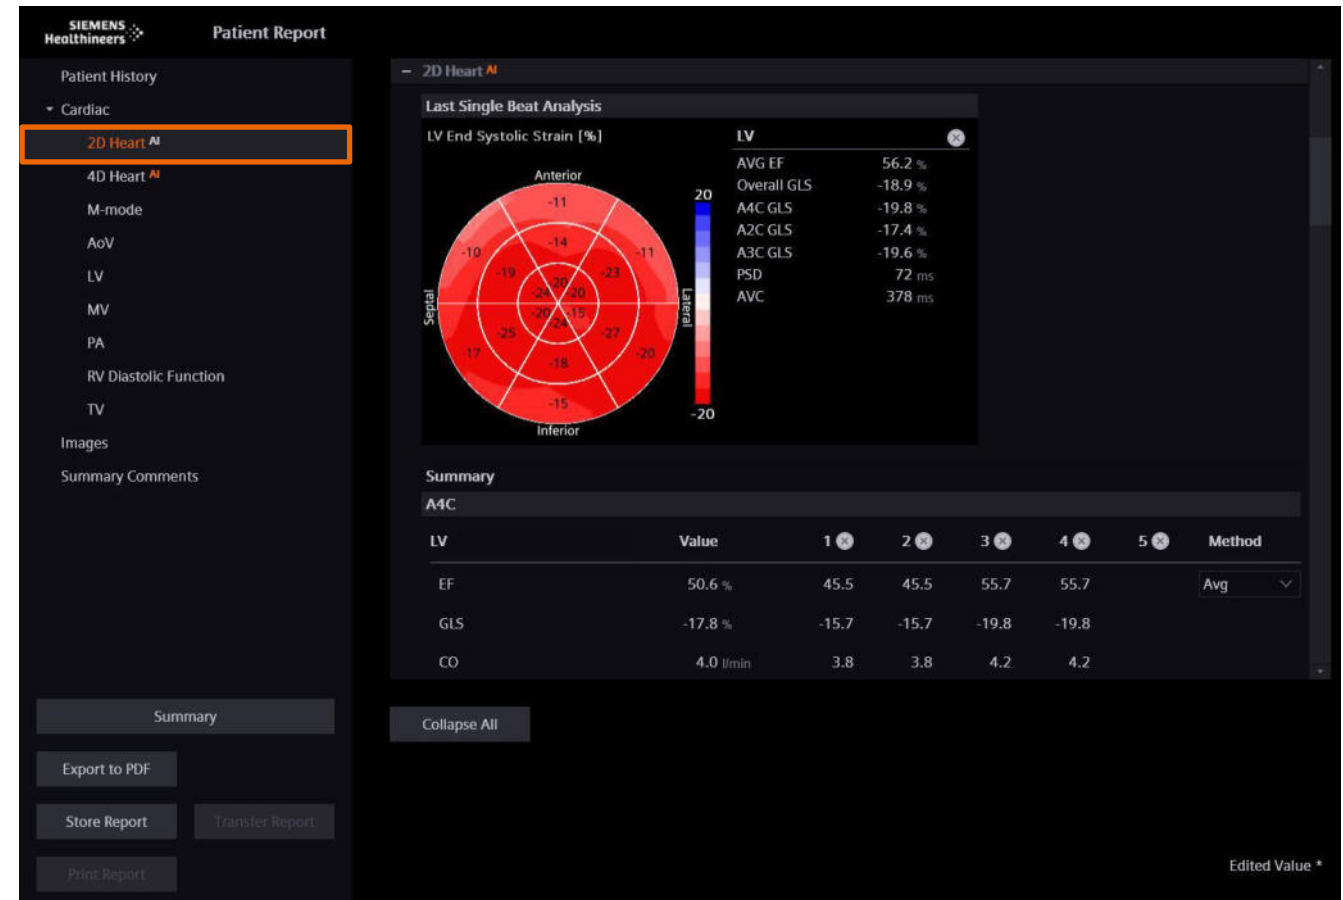 SIEMENS
Healthineers
Patient Report
Patient History
Cardiac
2D Heart AI
4D Heart AI
M-mode
AoV
LV
MV
PA
RV Diastolic Function
TV
Images
Summary Comments
Summary
Export to PDF
Store Report Transfer Report
Print Report
2D Heart AI
Last Single Beat Analysis
LV End Systolic Strain [%]
Anterior
-11
-10 -14 -11
-19 -23
-20
-24 -20
-20 -15
-24
-25 -27
-17 -18 -20
-15
Septal
Lateral
Inferior
20
-20
LV
AVG EF 56.2 %
Overall GLS -18.9 %
A4C GLS -19.8 %
A2C GLS -17.4 %
A3C GLS -19.6 %
PSD 72 ms
AVC 378 ms
Summary
A4C
LV Value 1 2 3 4 5 Method
EF 50.6 % 45.5 45.5 55.7 55.7 Avg
GLS -17.8 % -15.7 -15.7 -19.8 -19.8
CO 4.0 l/min 3.8 3.8 4.2 4.2
Collapse All
Edited Value *